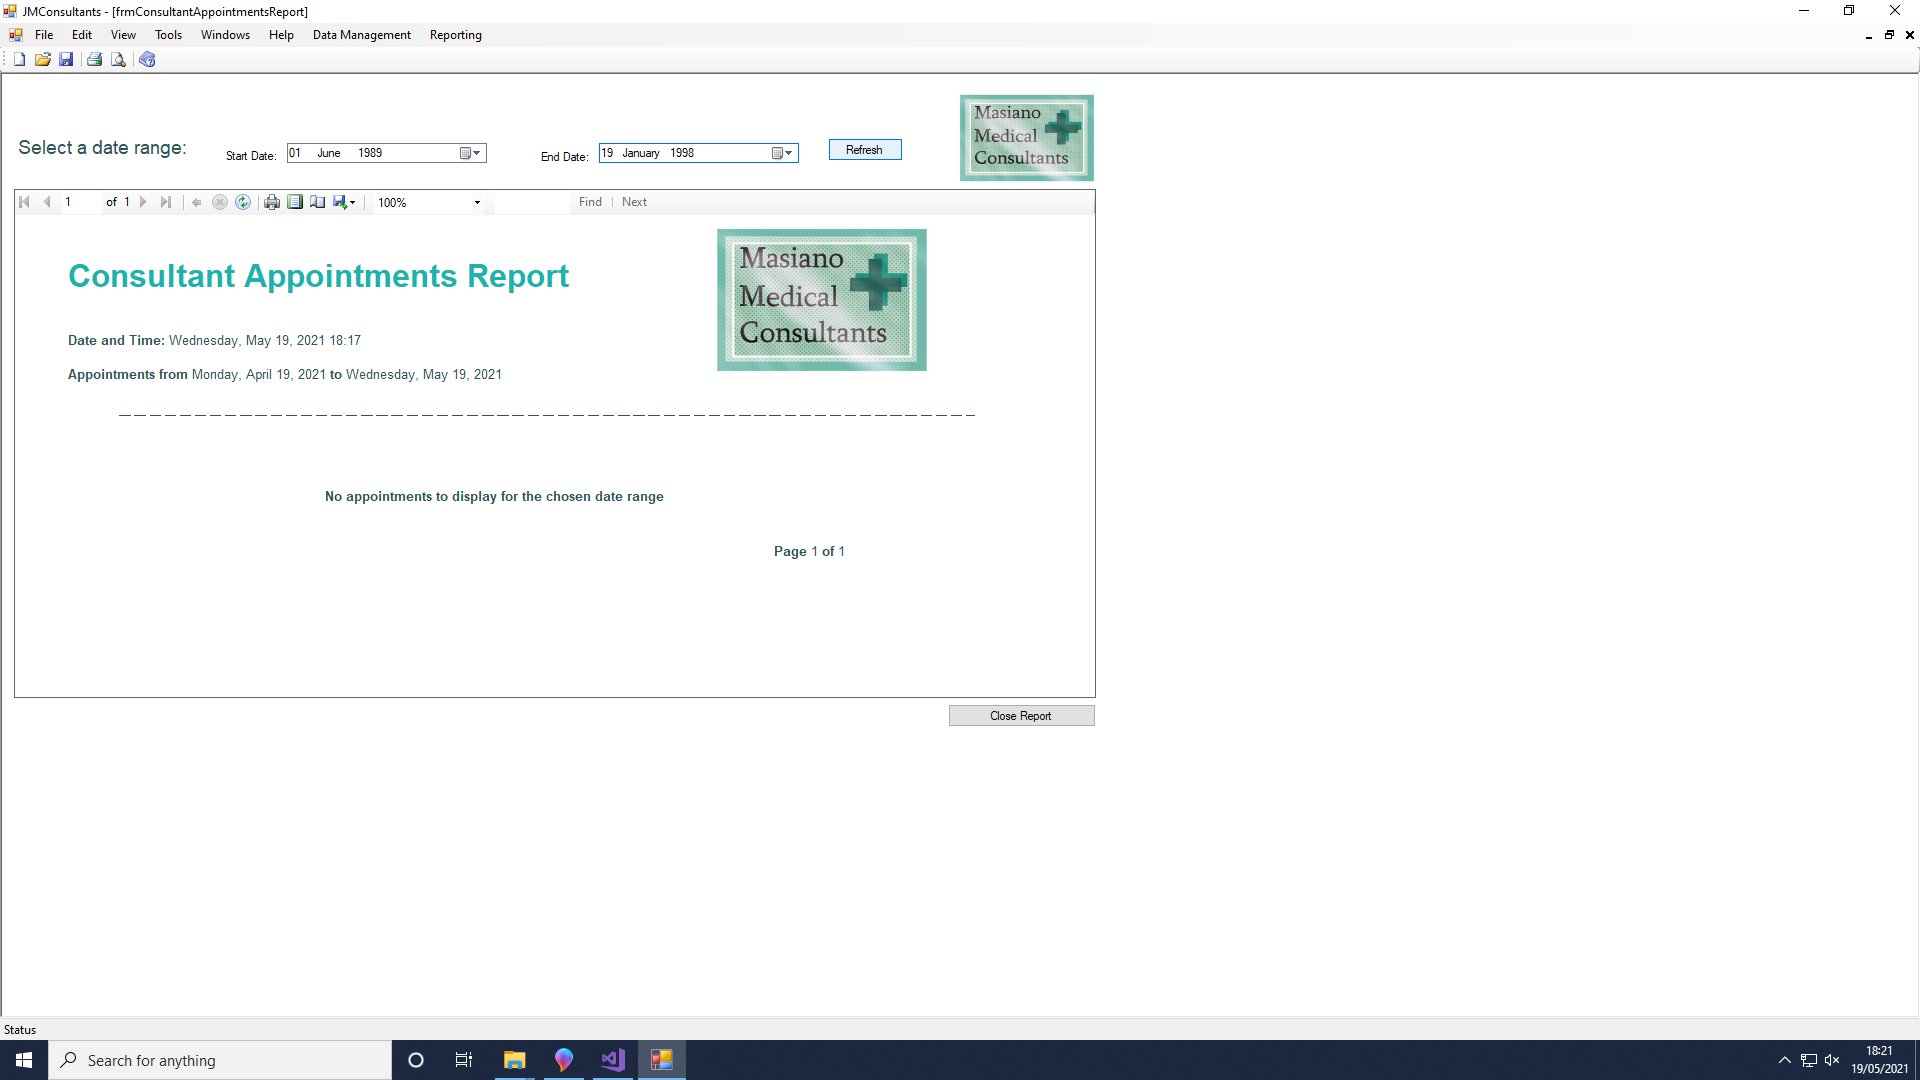 JMConsultants - [frmConsultantAppointmentsReport]
File Edit View Tools Windows Help Data Management Reporting
Masiano
Medical
Consultants
Select a date range: Start Date: 01 June 1989 End Date: 19 January 1998 Refresh
1 of 1 100% Find | Next
Masiano
Medical
Consultants
Consultant Appointments Report
Date and Time: Wednesday, May 19, 2021 18:17
Appointments from Monday, April 19, 2021 to Wednesday, May 19, 2021
No appointments to display for the chosen date range
Page 1 of 1
Close Report
Status
Search for anything
18:21
19/05/2021